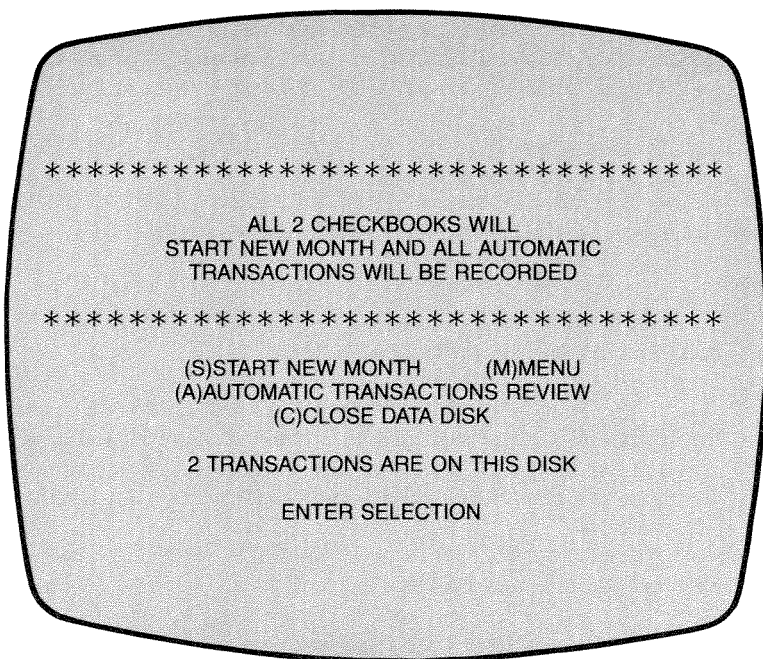 ********************************
ALL 2 CHECKBOOKS WILL
START NEW MONTH AND ALL AUTOMATIC
TRANSACTIONS WILL BE RECORDED
********************************
(S)START NEW MONTH (M)MENU
(A)AUTOMATIC TRANSACTIONS REVIEW
(C)CLOSE DATA DISK
2 TRANSACTIONS ARE ON THIS DISK
ENTER SELECTION